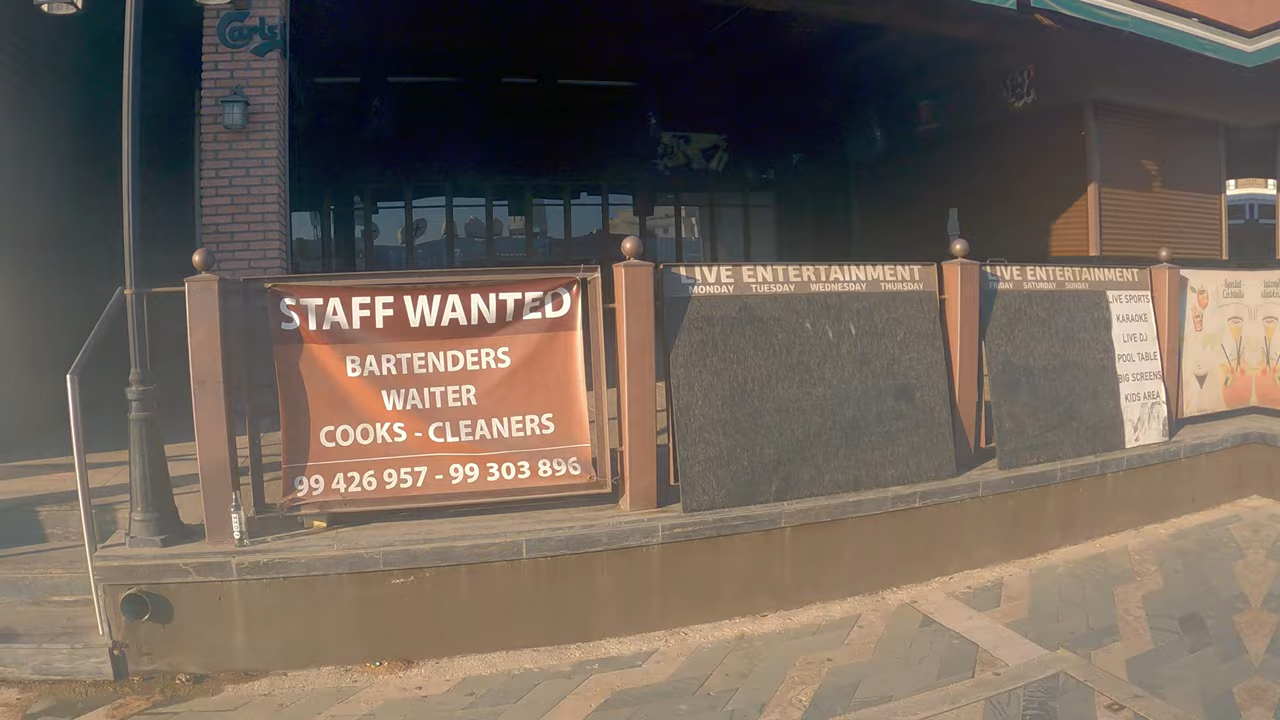 STAFF WANTED
BARTENDERS
WAITER
COOKS - CLEANERS
99 426 957 - 99 303 896
LIVE ENTERTAINMENT
MONDAY TUESDAY WEDNESDAY THURSDAY
LIVE ENTERTAINMENT
FRIDAY SATURDAY SUNDAY
LIVE SPORTS
KARAOKE
LIVE DJ
POOL TABLE
BIG SCREENS
KIDS AREA
Special
Cocktails